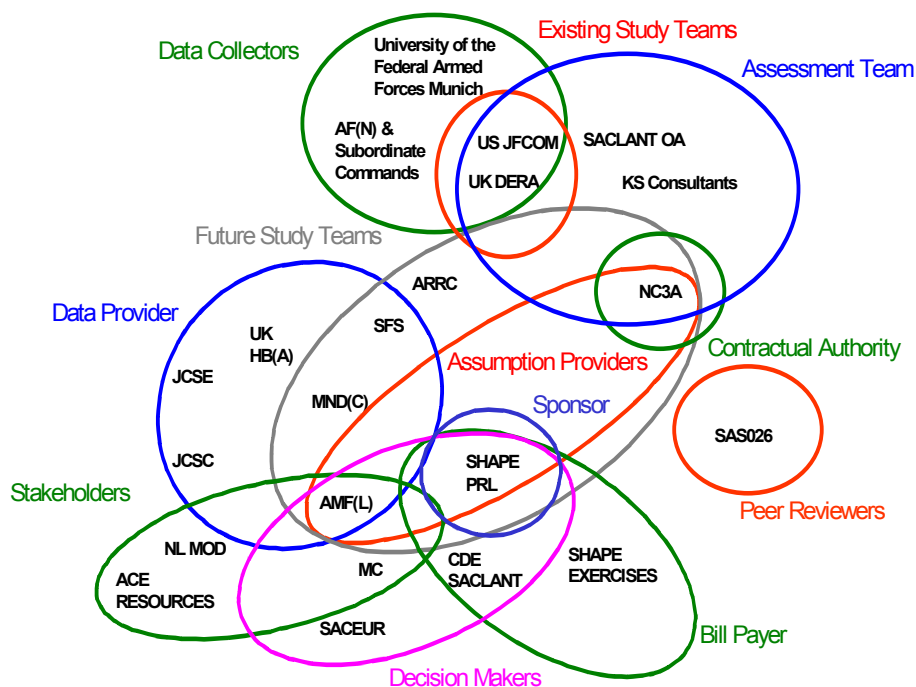 Existing Study Teams
Data Collectors
University of the
Federal Armed
Forces Munich
Assessment Team
AF(N) &
Subordinate
Commands
US JFCOM
SACLANT OA
UK DERA
KS Consultants
Future Study Teams
ARRC
NC3A
Data Provider
UK
HB(A)
SFS
JCSE
Assumption Providers
Contractual Authority
MND(C)
Sponsor
SAS026
JCSC
SHAPE
PRL
Stakeholders
AMF(L)
Peer Reviewers
NL MOD
MC
CDE
SACLANT
SHAPE
EXERCISES
ACE
RESOURCES
SACEUR
Bill Payer
Decision Makers